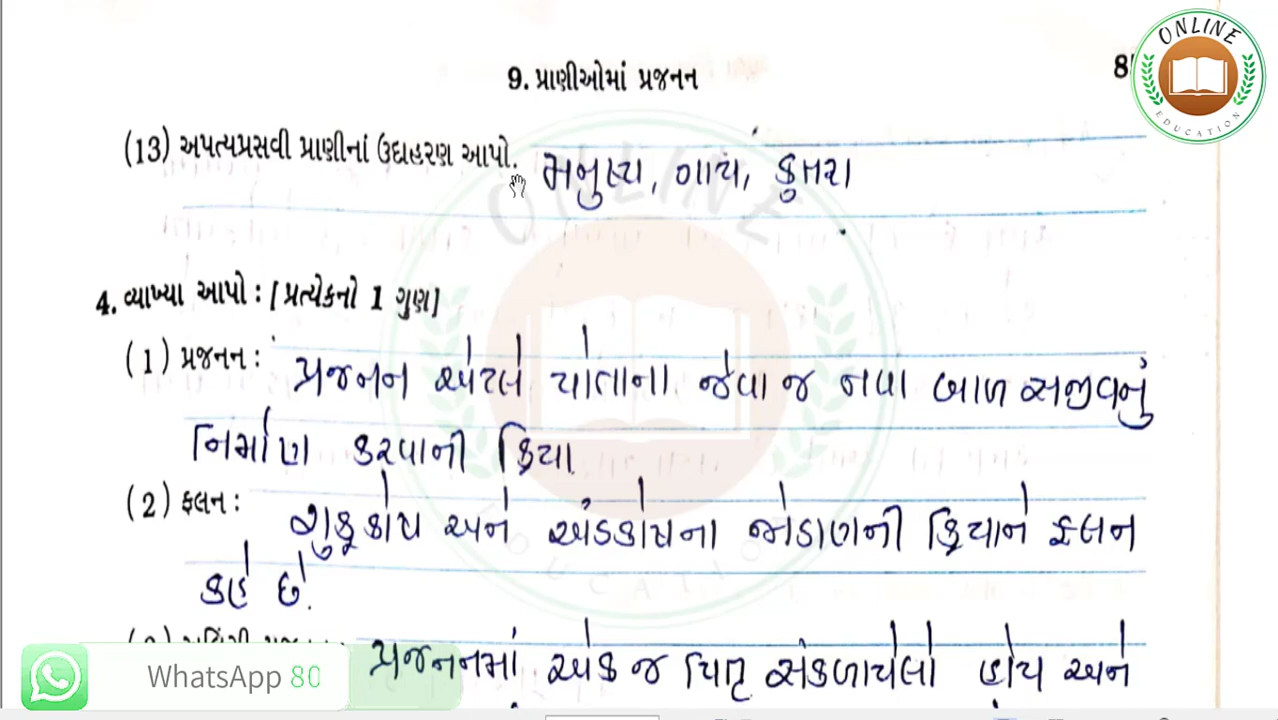 ONLINE
EDUCATION
9. પ્રાણીઓમાં પ્રજનન
8
(13) અપત્યપ્રસવી પ્રાણીનાં ઉદાહરણ આપો. મનુષ્ય, ગાય, કુતરા
4. વ્યાખ્યા આપો : [પ્રત્યેકનો 1 ગુણ]
(1) પ્રજનન : પ્રજનન એટલે પોતાના જેવા જ નવા બાળ સજીવનું
નિર્માણ કરવાની ક્રિયા
(2) ફલન : શુક્રકોષ અને અંડકોષના જોડાણની ક્રિયાને ફલન
કહે છે.
પ્રજનનમાં એક જ પિતૃ સંકળાયેલો હોય અને
WhatsApp 80